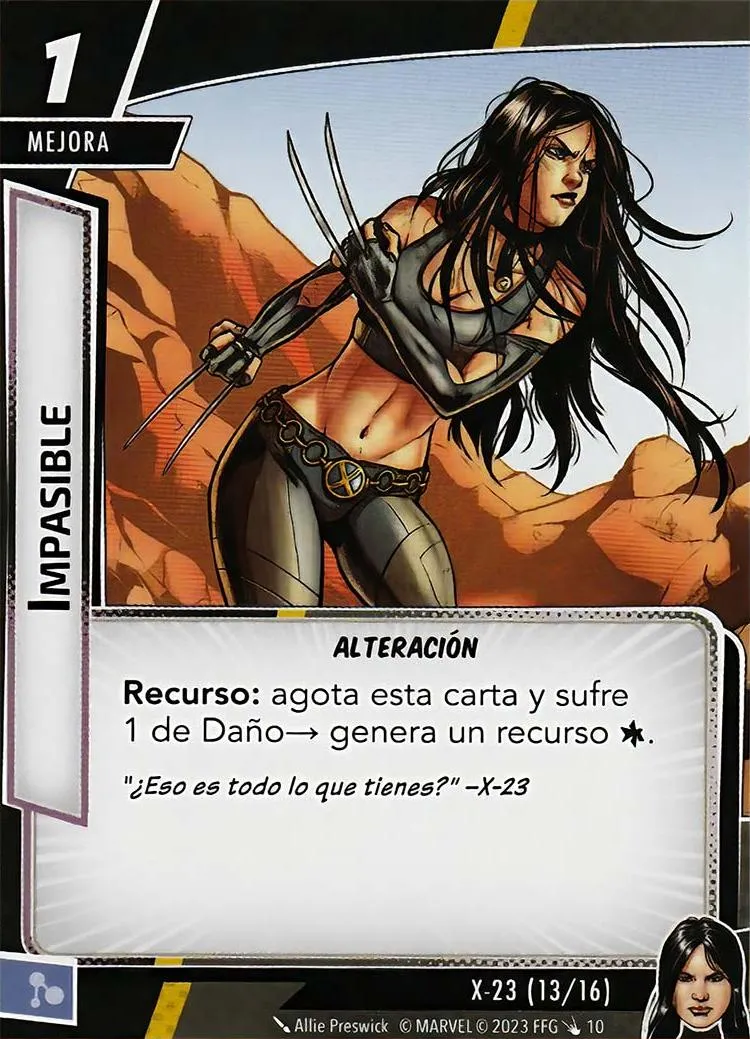 1
MEJORA
IMPASIBLE
ALTERACIÓN
Recurso: agota esta carta y sufre
1 de Daño→ genera un recurso ✱.
"¿Eso es todo lo que tienes?" –X-23
X-23 (13/16)
Allie Preswick © MARVEL © 2023 FFG 10